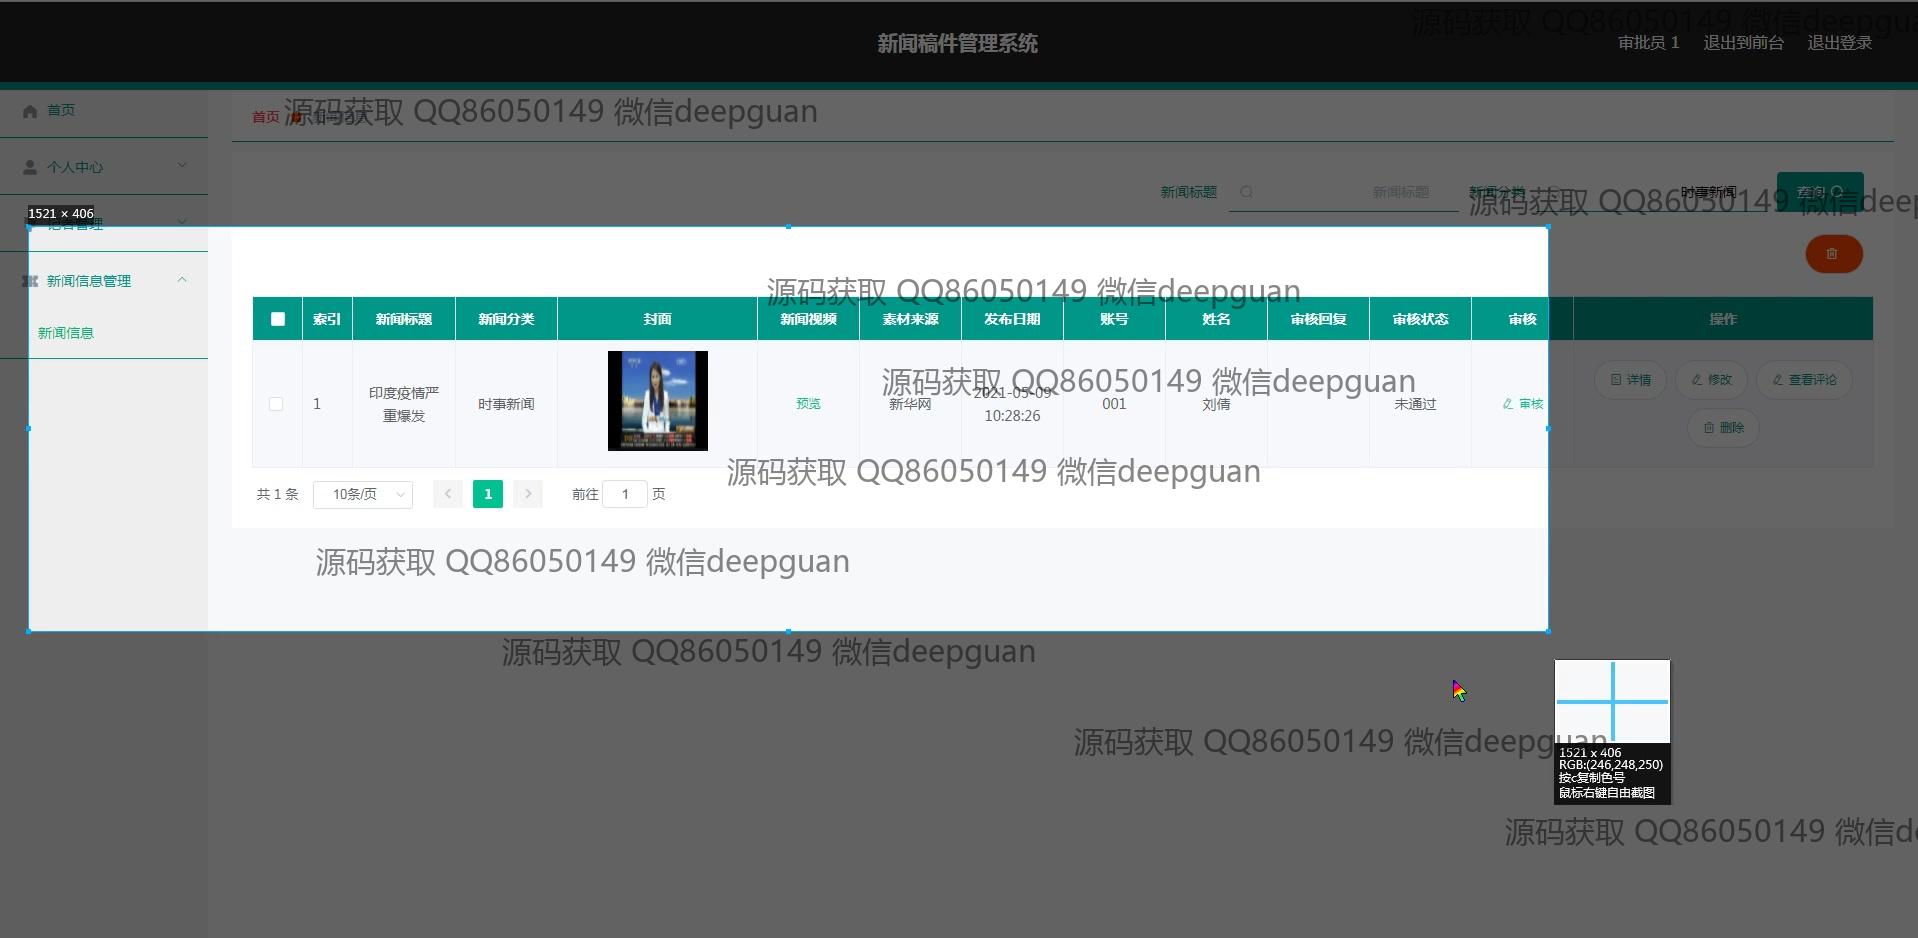 源码获取 QQ86050149 微信deepgua
新闻稿件管理系统
审批员 1 退出到前台 退出登录
首页
首页
源码获取 QQ86050149 微信deepguan
个人中心
新闻标题 新闻标题 新闻分类 时事新闻 查询
源码获取 QQ86050149 微信deep
1521 × 406
记者管理
新闻信息管理
新闻信息
源码获取 QQ86050149 微信deepguan
索引 新闻标题 新闻分类 封面 新闻视频 素材来源 发布日期 账号 姓名 审核回复 审核状态 审核 操作
源码获取 QQ86050149 微信deepguan
1 印度疫情严 时事新闻 预览 新华网 2021-05-09 001 刘倩 未通过 审核 详情 修改 查看评论
重爆发 10:28:26 删除
源码获取 QQ86050149 微信deepguan
共 1 条 10条/页 1 前往 1 页
源码获取 QQ86050149 微信deepguan
源码获取 QQ86050149 微信deepguan
源码获取 QQ86050149 微信deepguan
1521 x 406
RGB:(246,248,250)
按c复制色号
鼠标右键自由截图
源码获取 QQ86050149 微信d